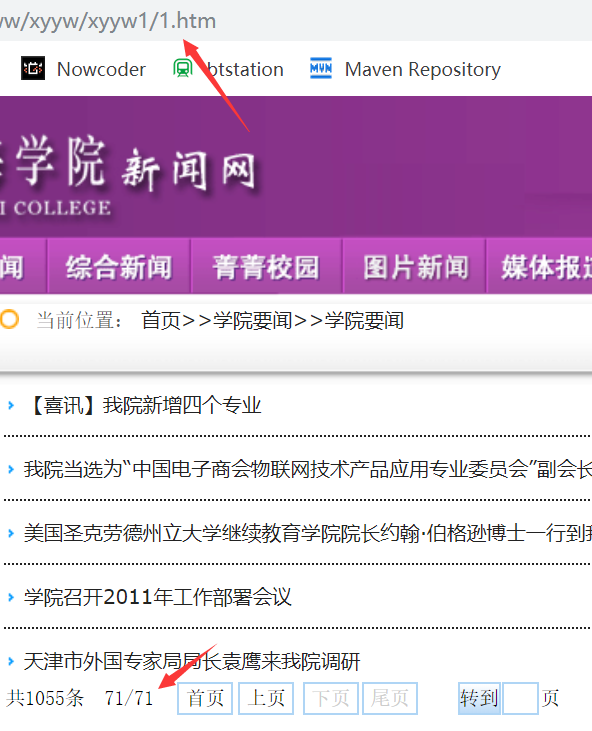 ww/xyyw/xyyw1/1.htm
Nowcoder btstation MVN Maven Repository
学院 新闻网
I COLLEGE
闻 综合新闻 菁菁校园 图片新闻 媒体报道
当前位置： 首页>>学院要闻>>学院要闻
【喜讯】我院新增四个专业
我院当选为“中国电子商会物联网技术产品应用专业委员会”副会长
美国圣克劳德州立大学继续教育学院院长约翰·伯格逊博士一行到我
学院召开2011年工作部署会议
天津市外国专家局局长袁鹰来我院调研
共1055条 71/71 首页 上页 下页 尾页 转到 页